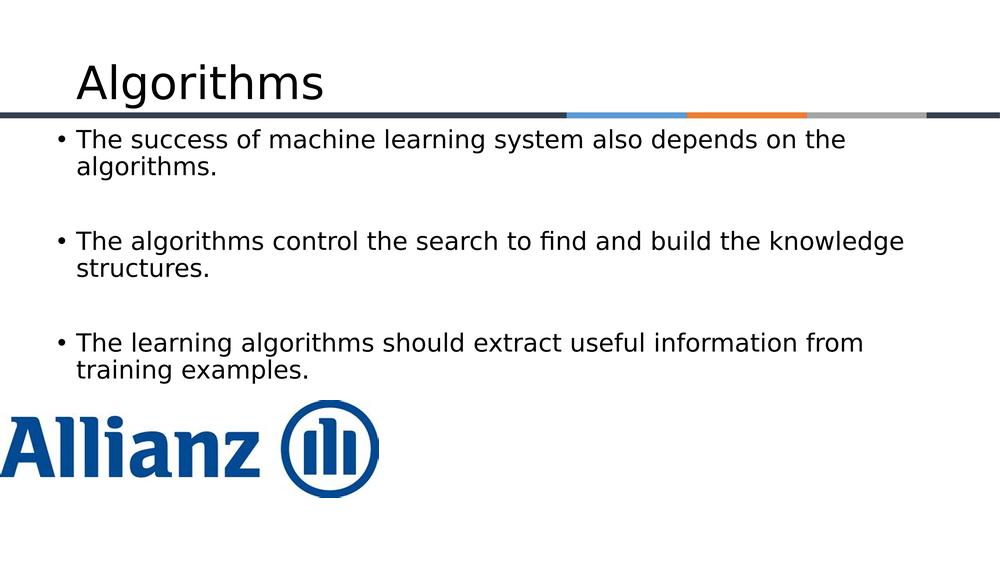 Algorithms
• The success of machine learning system also depends on the
algorithms.
• The algorithms control the search to find and build the knowledge
structures.
• The learning algorithms should extract useful information from
training examples.
Allianz